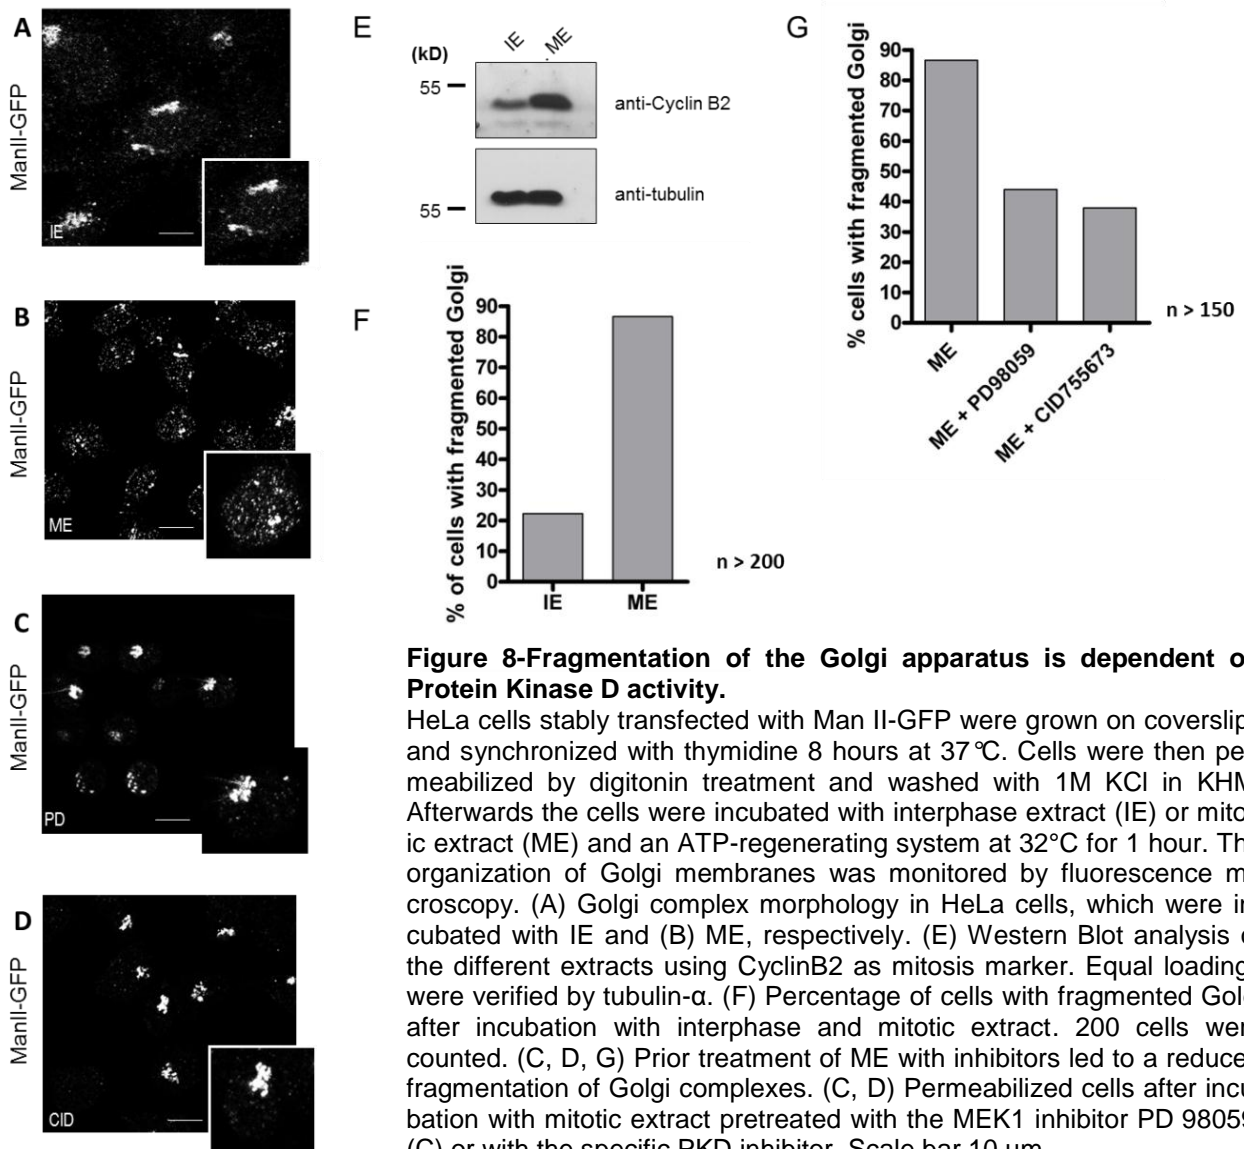 A
ManII-GFP
IE
B
ManII-GFP
ME
C
ManII-GFP
PD
D
ManII-GFP
CID
E
(kD)
IE
ME
55
anti-Cyclin B2
55
anti-tubulin
F
% of cells with fragmented Golgi
90
80
70
60
50
40
30
20
10
0
IE
ME
n > 200
G
% cells with fragmented Golgi
90
80
70
60
50
40
30
20
10
0
ME
ME + PD98059
ME + CID755673
n > 150
Figure 8-Fragmentation of the Golgi apparatus is dependent o
Protein Kinase D activity.
HeLa cells stably transfected with Man II-GFP were grown on coverslip
and synchronized with thymidine 8 hours at 37°C. Cells were then pe
meabilized by digitonin treatment and washed with 1M KCl in KHM
Afterwards the cells were incubated with interphase extract (IE) or mito
ic extract (ME) and an ATP-regenerating system at 32°C for 1 hour. Th
organization of Golgi membranes was monitored by fluorescence m
croscopy. (A) Golgi complex morphology in HeLa cells, which were in
cubated with IE and (B) ME, respectively. (E) Western Blot analysis o
the different extracts using CyclinB2 as mitosis marker. Equal loading
were verified by tubulin-α. (F) Percentage of cells with fragmented Golg
after incubation with interphase and mitotic extract. 200 cells wer
counted. (C, D, G) Prior treatment of ME with inhibitors led to a reduce
fragmentation of Golgi complexes. (C, D) Permeabilized cells after incu
bation with mitotic extract pretreated with the MEK1 inhibitor PD 98059
(C) or with the specific PKD inhibitor. Scale bar 10 µm